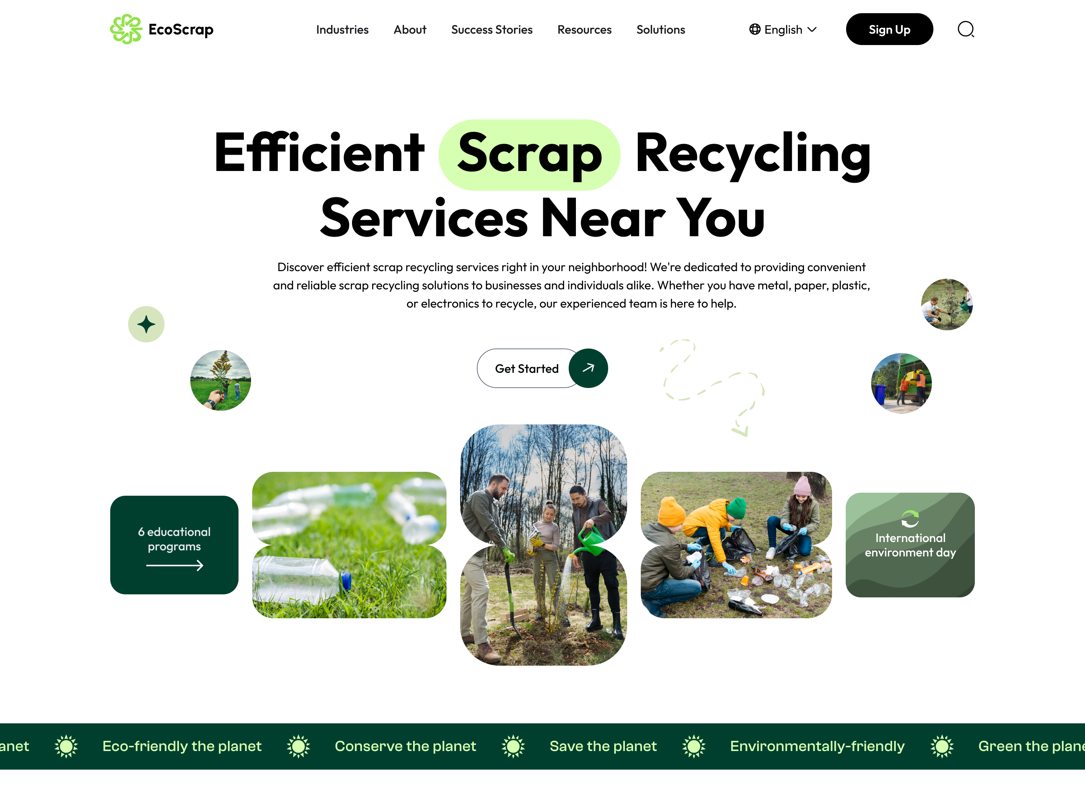 EcoScrap
Industries
About
Success Stories
Resources
Solutions
English
Sign Up
Efficient Scrap Recycling
Services Near You
Discover efficient scrap recycling services right in your neighborhood! We're dedicated to providing convenient
and reliable scrap recycling solutions to businesses and individuals alike. Whether you have metal, paper, plastic,
or electronics to recycle, our experienced team is here to help.
Get Started
6 educational
programs
International
environment day
anet
Eco-friendly the planet
Conserve the planet
Save the planet
Environmentally-friendly
Green the plane